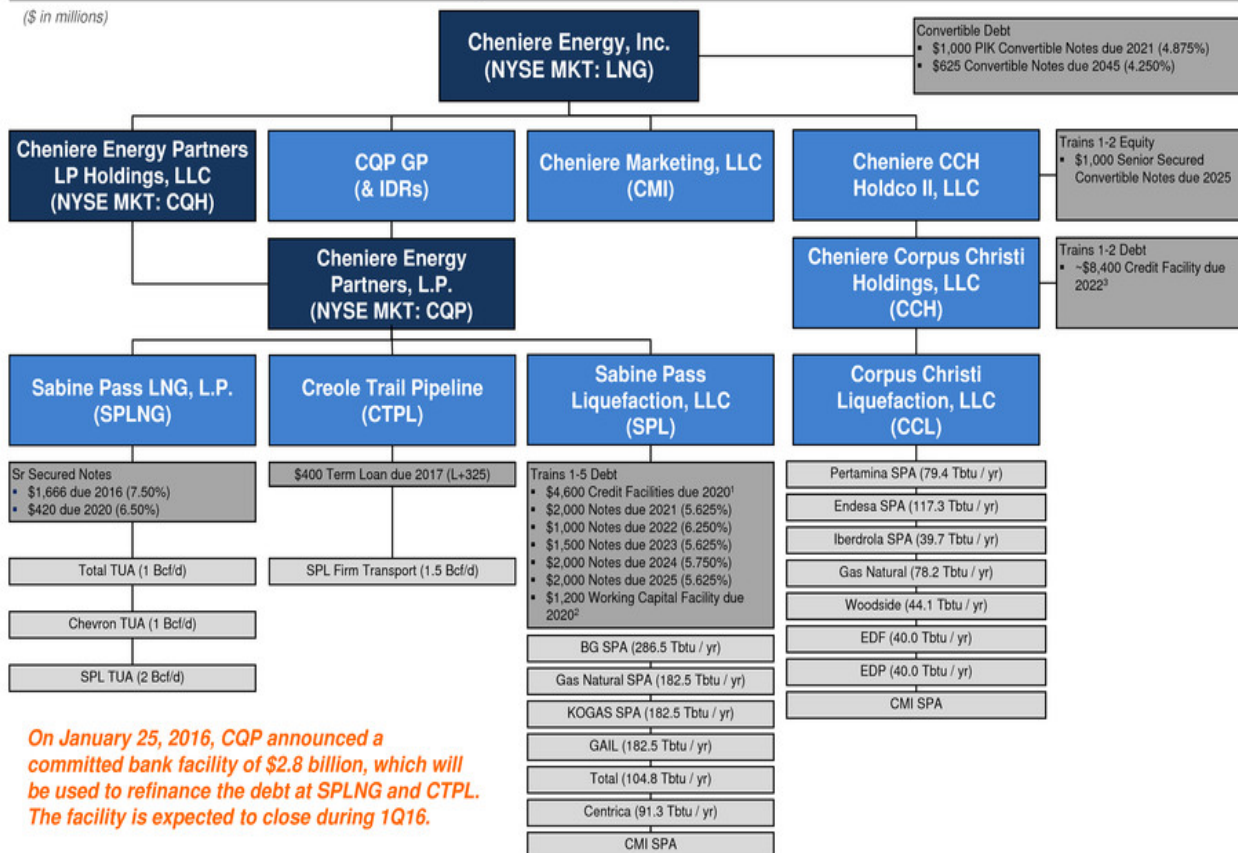 ($ in millions)
Cheniere Energy, Inc.
(NYSE MKT: LNG)
Convertible Debt
▪ $1,000 PIK Convertible Notes due 2021 (4.875%)
▪ $625 Convertible Notes due 2045 (4.250%)
Cheniere Energy Partners
LP Holdings, LLC
(NYSE MKT: CQH)
CQP GP
(& IDRs)
Cheniere Marketing, LLC
(CMI)
Cheniere CCH
Holdco II, LLC
Trains 1-2 Equity
▪ $1,000 Senior Secured
Convertible Notes due 2025
Cheniere Energy
Partners, L.P.
(NYSE MKT: CQP)
Cheniere Corpus Christi
Holdings, LLC
(CCH)
Trains 1-2 Debt
▪ ~$8,400 Credit Facility due
2022³
Sabine Pass LNG, L.P.
(SPLNG)
Creole Trail Pipeline
(CTPL)
Sabine Pass
Liquefaction, LLC
(SPL)
Corpus Christi
Liquefaction, LLC
(CCL)
Sr Secured Notes
▪ $1,666 due 2016 (7.50%)
▪ $420 due 2020 (6.50%)
Total TUA (1 Bcf/d)
Chevron TUA (1 Bcf/d)
SPL TUA (2 Bcf/d)
$400 Term Loan due 2017 (L+325)
SPL Firm Transport (1.5 Bcf/d)
Trains 1-5 Debt
▪ $4,600 Credit Facilities due 2020¹
▪ $2,000 Notes due 2021 (5.625%)
▪ $1,000 Notes due 2022 (6.250%)
▪ $1,500 Notes due 2023 (5.625%)
▪ $2,000 Notes due 2024 (5.750%)
▪ $2,000 Notes due 2025 (5.625%)
▪ $1,200 Working Capital Facility due
2020²
BG SPA (286.5 Tbtu / yr)
Gas Natural SPA (182.5 Tbtu / yr)
KOGAS SPA (182.5 Tbtu / yr)
GAIL (182.5 Tbtu / yr)
Total (104.8 Tbtu / yr)
Centrica (91.3 Tbtu / yr)
CMI SPA
Pertamina SPA (79.4 Tbtu / yr)
Endesa SPA (117.3 Tbtu / yr)
Iberdrola SPA (39.7 Tbtu / yr)
Gas Natural (78.2 Tbtu / yr)
Woodside (44.1 Tbtu / yr)
EDF (40.0 Tbtu / yr)
EDP (40.0 Tbtu / yr)
CMI SPA
On January 25, 2016, CQP announced a
committed bank facility of $2.8 billion, which will
be used to refinance the debt at SPLNG and CTPL.
The facility is expected to close during 1Q16.